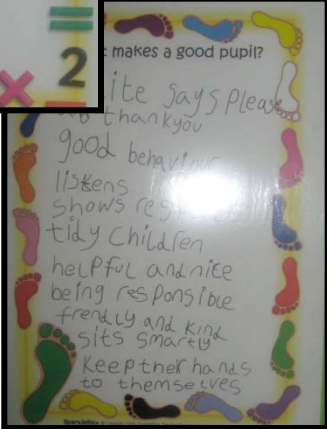 =
× 2
makes a good pupil?
ite says please
thankyou
good behaviour
listens
shows
tidy children
helpful and nice
being responsible
frendly and kind
sits smartly
keep their hands
to themselves